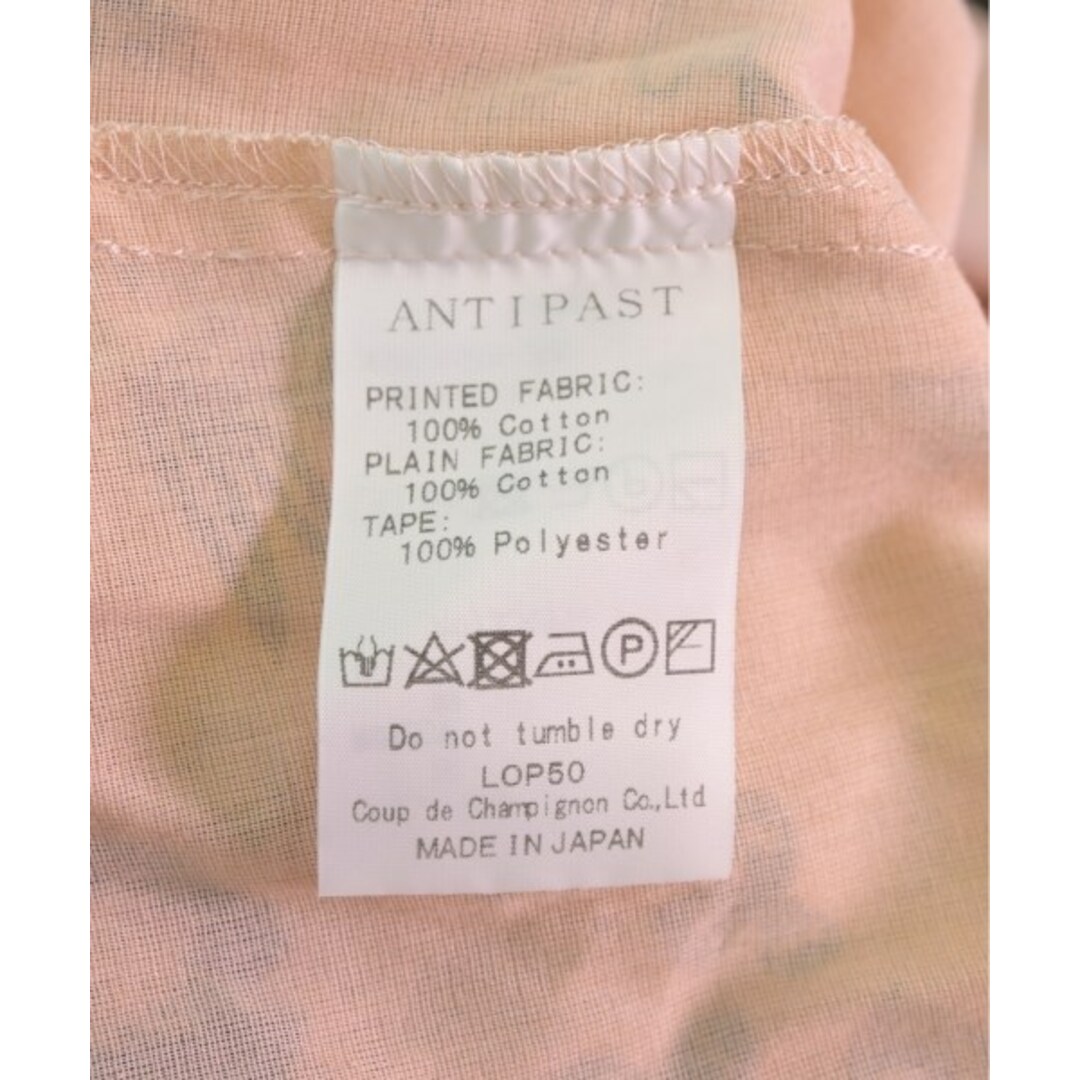 ANTIPAST
PRINTED FABRIC:
100% Cotton
PLAIN FABRIC:
100% Cotton
TAPE:
100% Polyester
P
Do not tumble dry
LOP50
Coup de Champignon Co.,Ltd
MADE IN JAPAN